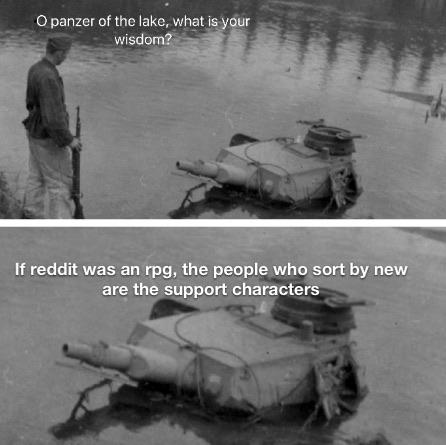 O panzer of the lake, what is your
wisdom?
If reddit was an rpg, the people who sort by new
are the support characters